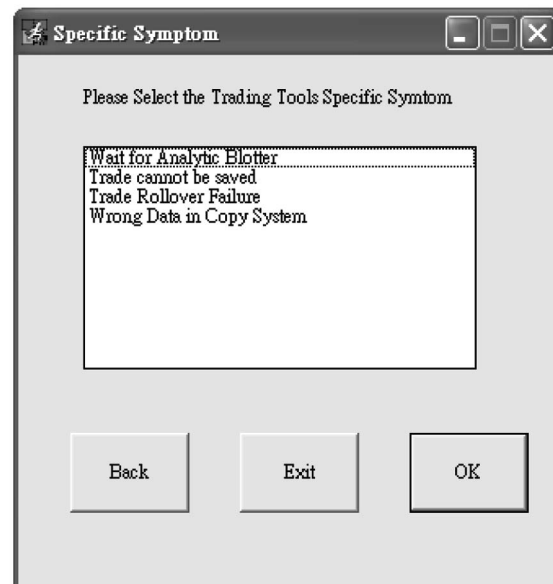 Specific Symptom
Please Select the Trading Tools Specific Symtom
Wait for Analytic Blotter
Trade cannot be saved
Trade Rollover Failure
Wrong Data in Copy System
Back Exit OK